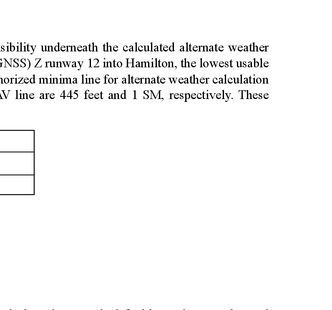 sibility underneath the calculated alternate weather
GNSS) Z runway 12 into Hamilton, the lowest usable
horized minima line for alternate weather calculation
AV line are 445 feet and 1 SM, respectively. These